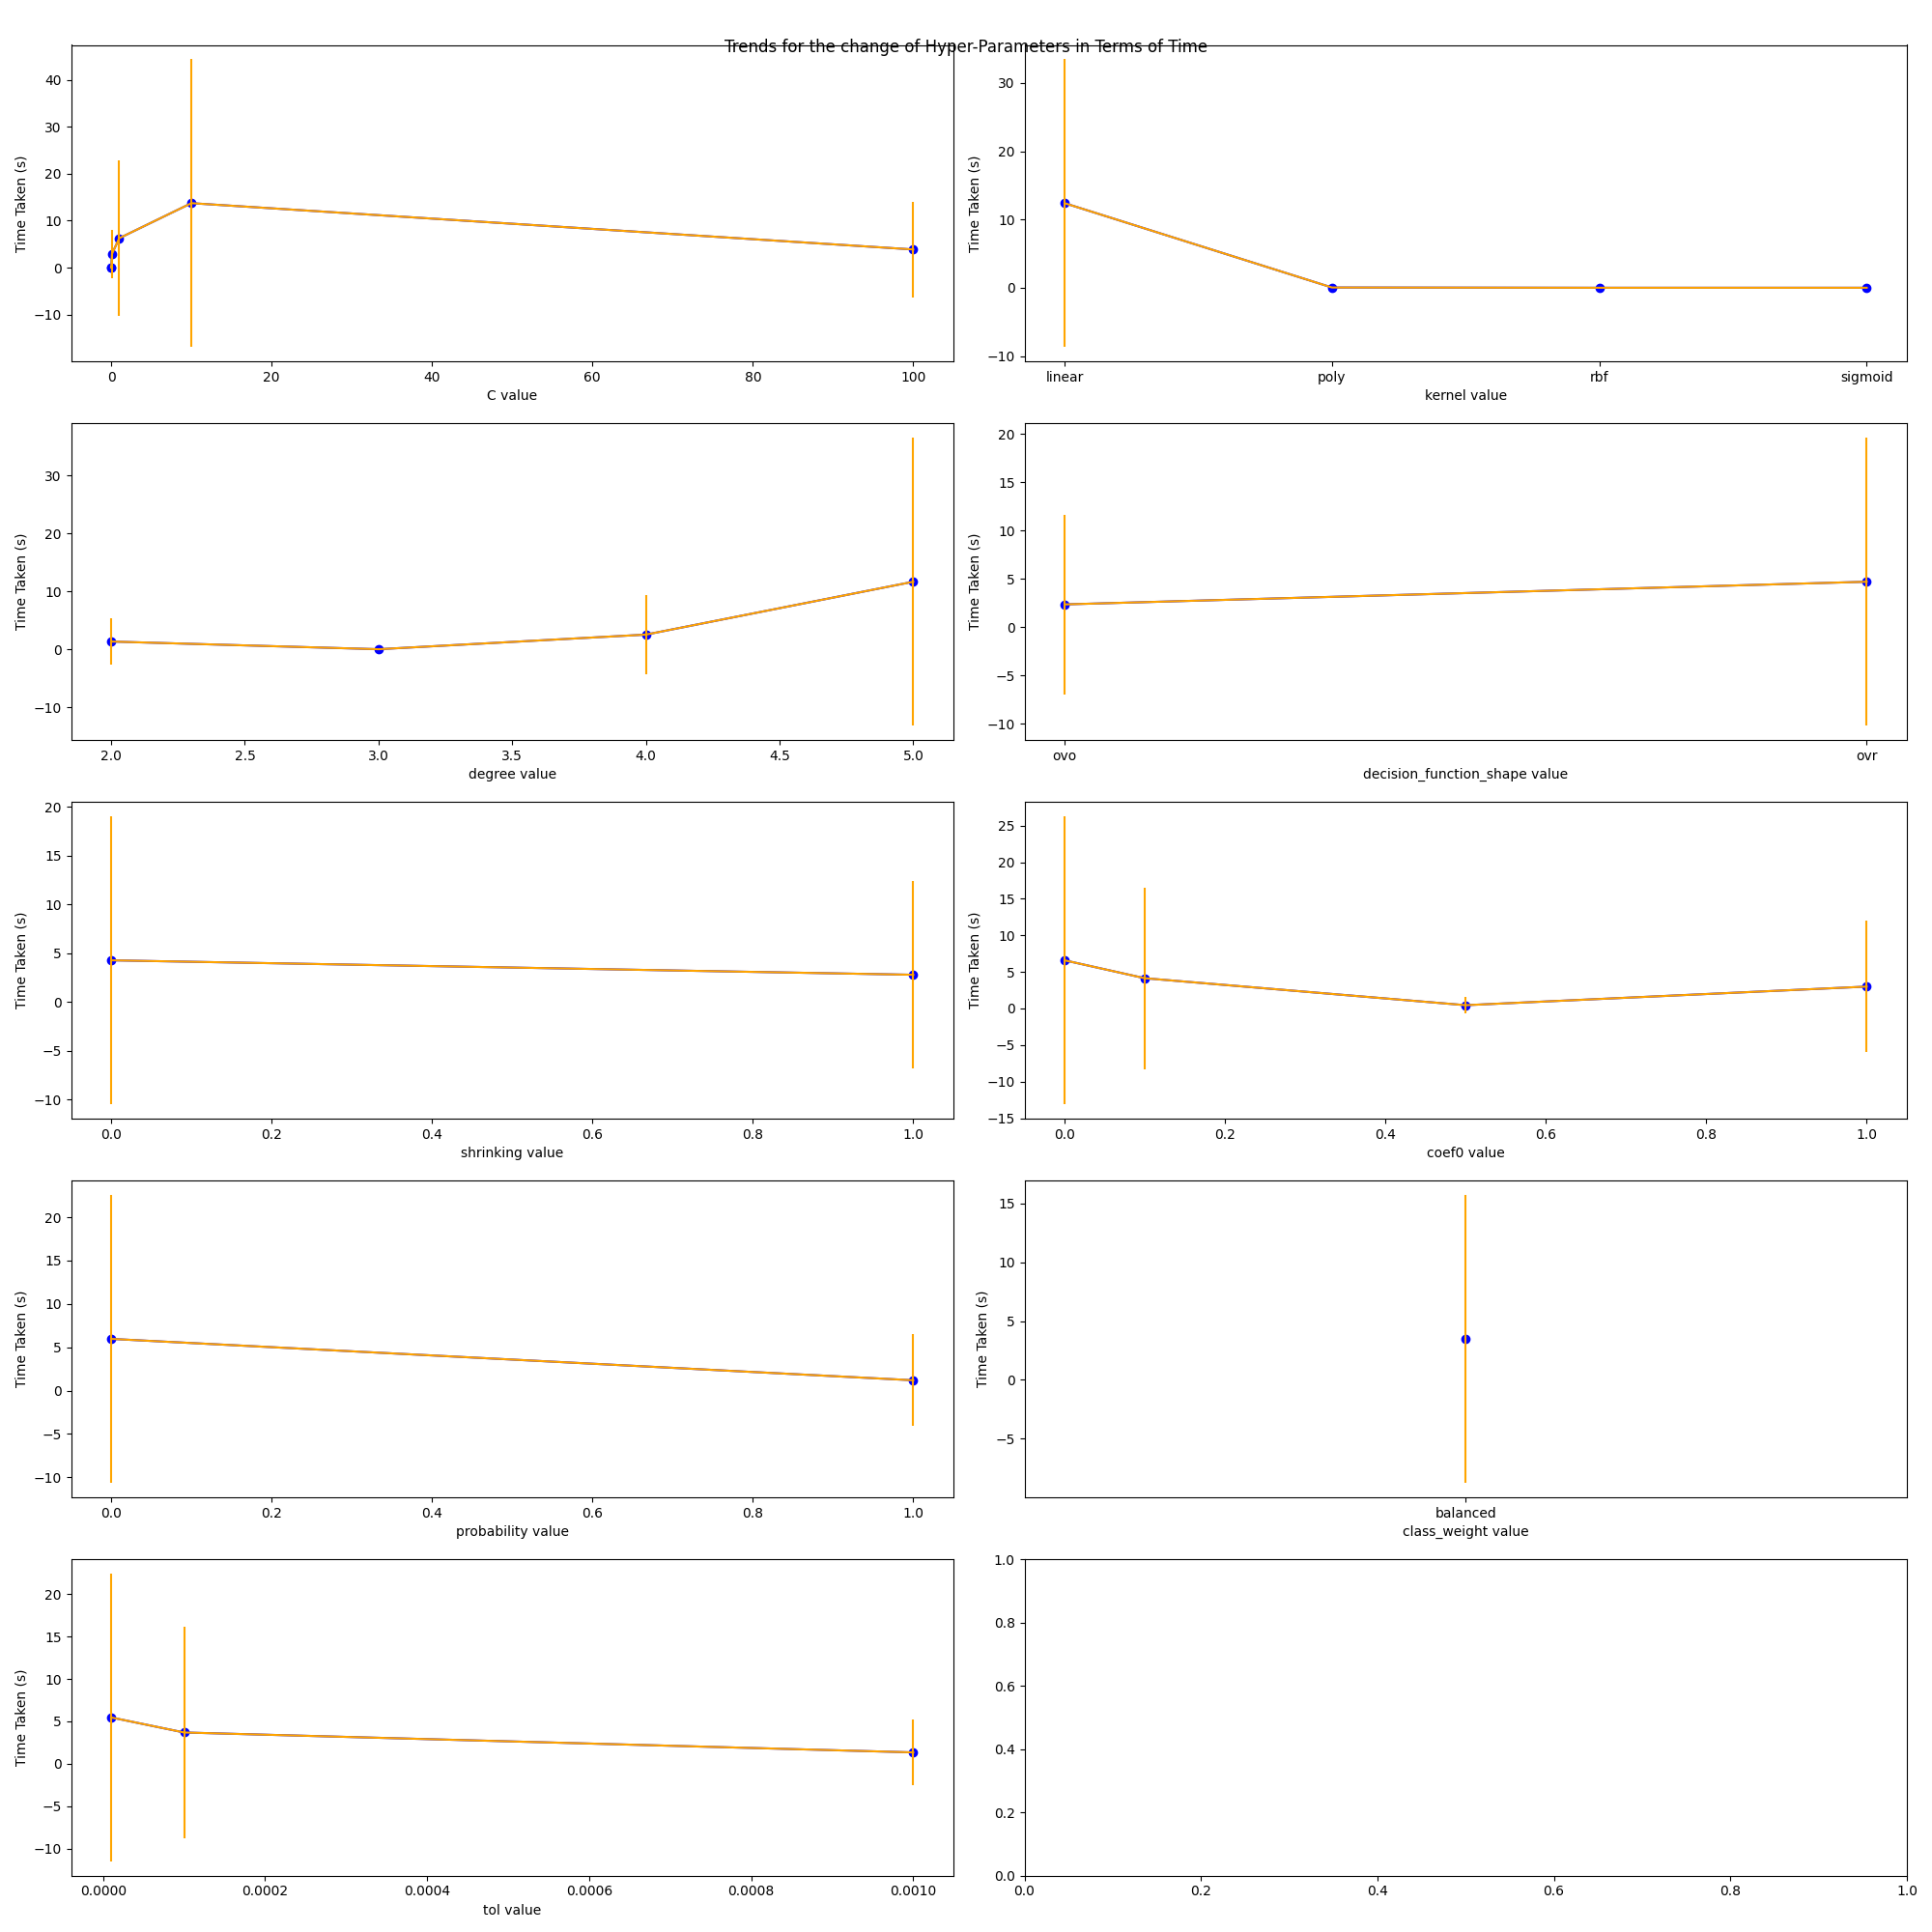 Trends for the change of Hyper-Parameters in Terms of Time
40
30
20
10
0
−10
Time Taken (s)
0 20 40 60 80 100
C value
30
20
10
0
−10
Time Taken (s)
linear poly rbf sigmoid
kernel value
30
20
10
0
−10
Time Taken (s)
2.0 2.5 3.0 3.5 4.0 4.5 5.0
degree value
20
15
10
5
0
−5
−10
Time Taken (s)
ovo ovr
decision_function_shape value
20
15
10
5
0
−5
−10
Time Taken (s)
0.0 0.2 0.4 0.6 0.8 1.0
shrinking value
25
20
15
10
5
0
−5
−10
−15
Time Taken (s)
0.0 0.2 0.4 0.6 0.8 1.0
coef0 value
20
15
10
5
0
−5
−10
Time Taken (s)
0.0 0.2 0.4 0.6 0.8 1.0
probability value
15
10
5
0
−5
Time Taken (s)
balanced
class_weight value
20
15
10
5
0
−5
−10
Time Taken (s)
0.0000 0.0002 0.0004 0.0006 0.0008 0.0010
tol value
1.0
0.8
0.6
0.4
0.2
0.0
0.0 0.2 0.4 0.6 0.8 1.0